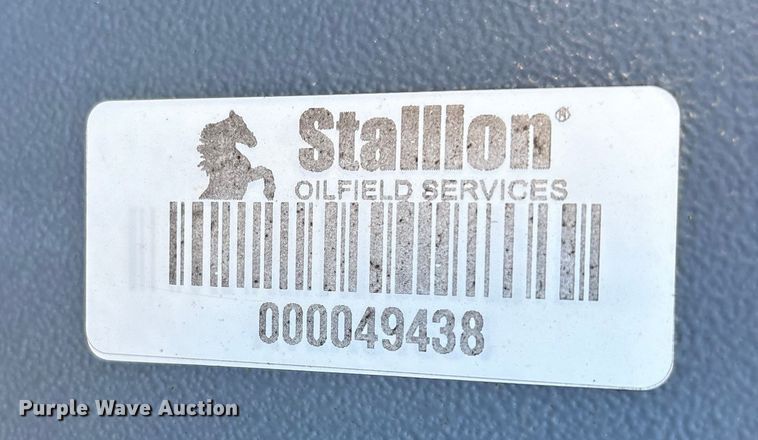 Stallion®
OILFIELD SERVICES
000049438
Purple Wave Auction